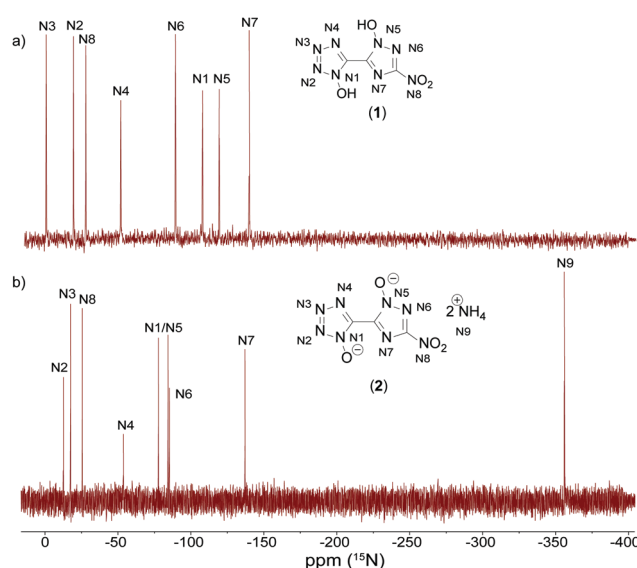 a)
N3 N2 N8 N4 N6 N1 N5 N7
HO
N5
N4
N
N6
N3 N N N
N
N2 N N N1 N N7 NO₂
OH N8
(1)
b)
N2 N3 N8 N4 N1/N5 N6 N7 N9
O⊖
N5
N4
N
N6
N3 N N N
2 ⊕NH₄
N
N9
N2 N N N1 N N7 NO₂
O⊖ N8
(2)
0 -50 -100 -150 -200 -250 -300 -350 -400
ppm (¹⁵N)